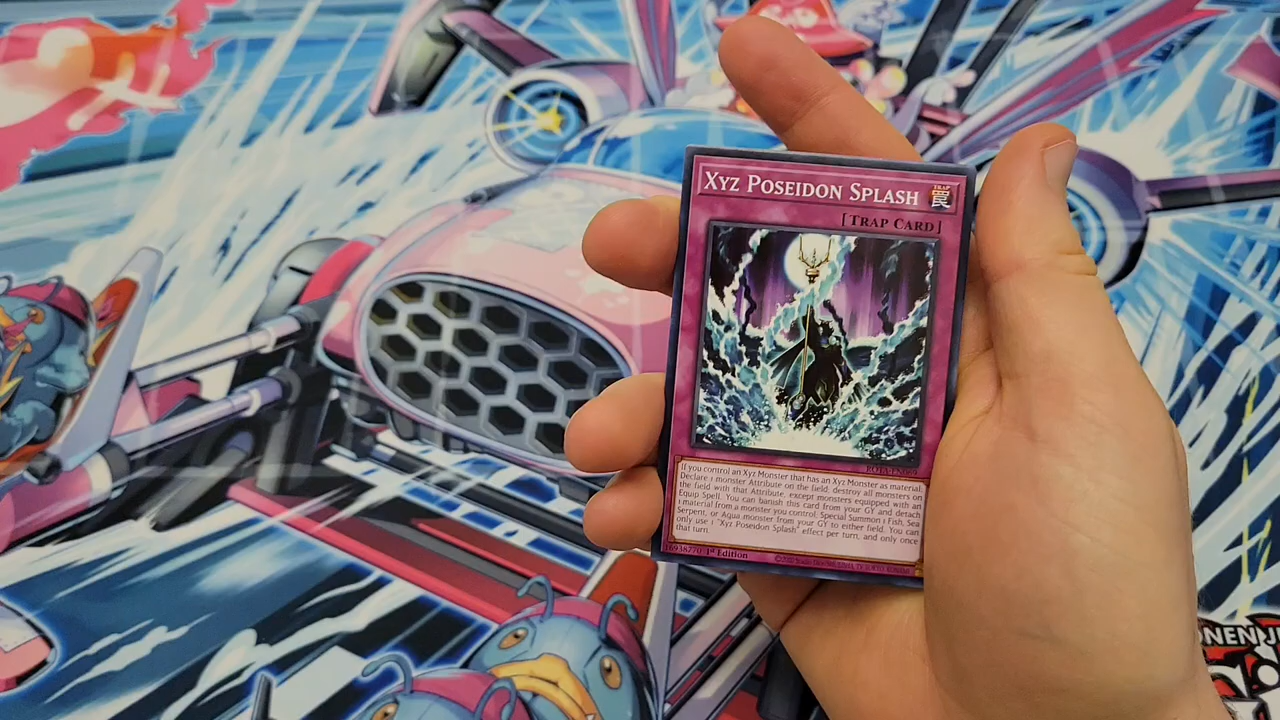 Xyz Poseidon Splash
TRAP
罠
[Trap Card]
ROTA-EN079
If you control an Xyz Monster that has an Xyz Monster as material:
Declare 1 monster Attribute on the field, destroy all monsters on
the field with that Attribute, except monsters equipped with an
Equip Spell. You can banish this card from your GY and detach
1 material from a monster you control; Special Summon 1 Fish, Sea
Serpent, or Aqua monster from your GY to either field. You can
only use 1 "Xyz Poseidon Splash" effect per turn, and only once
that turn.
1st Edition